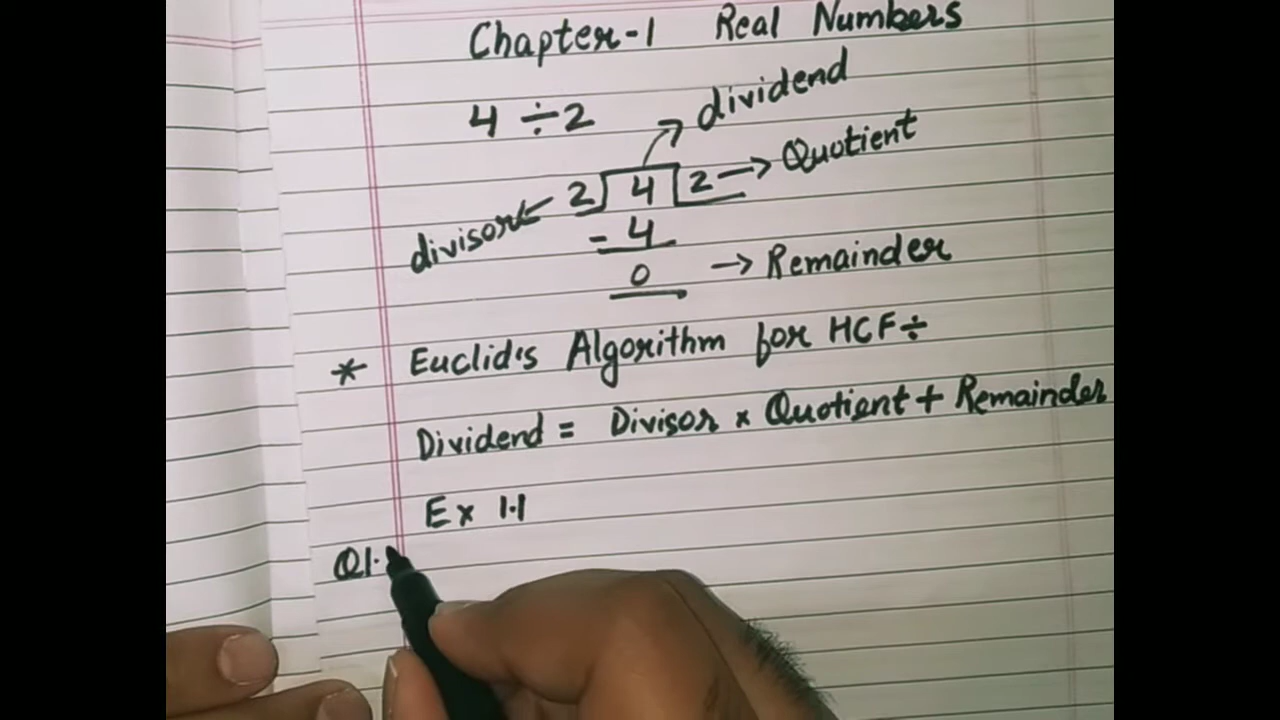 Chapter-1 Real Numbers
4 ÷ 2
dividend
2 4 2 → Quotient
divisor
- 4
0 → Remainder
* Euclid's Algorithm for HCF÷
Dividend = Divisor × Quotient + Remainder
Ex 1.1
Q1.